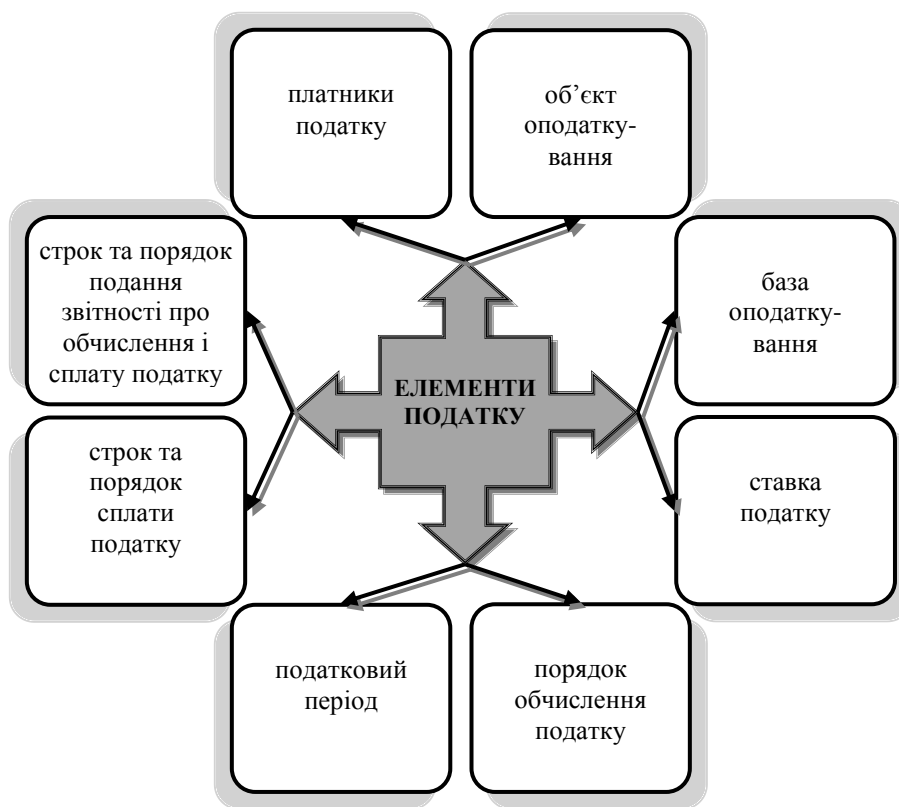 платники
податку
об’єкт
оподатку-
вання
строк та порядок
подання
звітності про
обчислення і
сплату податку
база
оподатку-
вання
ЕЛЕМЕНТИ
ПОДАТКУ
строк та
порядок
сплати
податку
ставка
податку
податковий
період
порядок
обчислення
податку